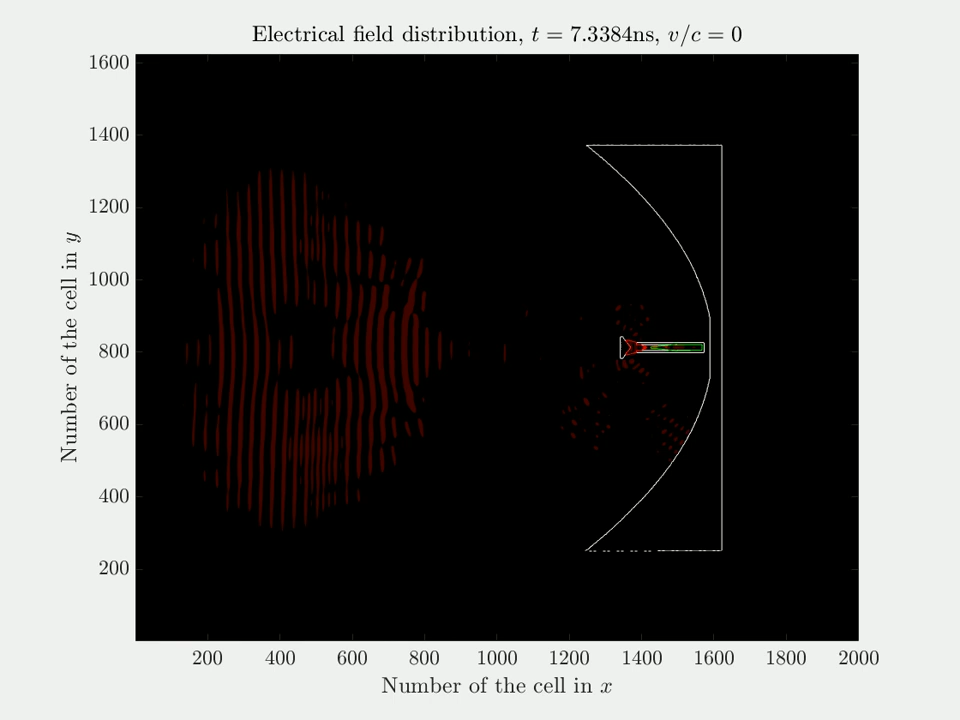 Electrical field distribution, t = 7.3384ns, v/c = 0
1600
1400
1200
1000
800
600
400
200
Number of the cell in y
200 400 600 800 1000 1200 1400 1600 1800 2000
Number of the cell in x